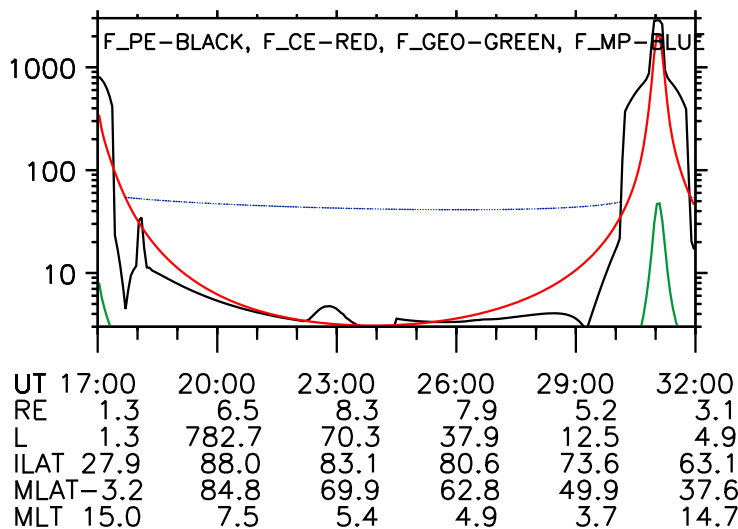 F_PE-BLACK, F_CE-RED, F_GEO-GREEN, F_MP-BLUE
1000
100
10
UT 17:00 20:00 23:00 26:00 29:00 32:00
RE 1.3 6.5 8.3 7.9 5.2 3.1
L 1.3 782.7 70.3 37.9 12.5 4.9
ILAT 27.9 88.0 83.1 80.6 73.6 63.1
MLAT-3.2 84.8 69.9 62.8 49.9 37.6
MLT 15.0 7.5 5.4 4.9 3.7 14.7